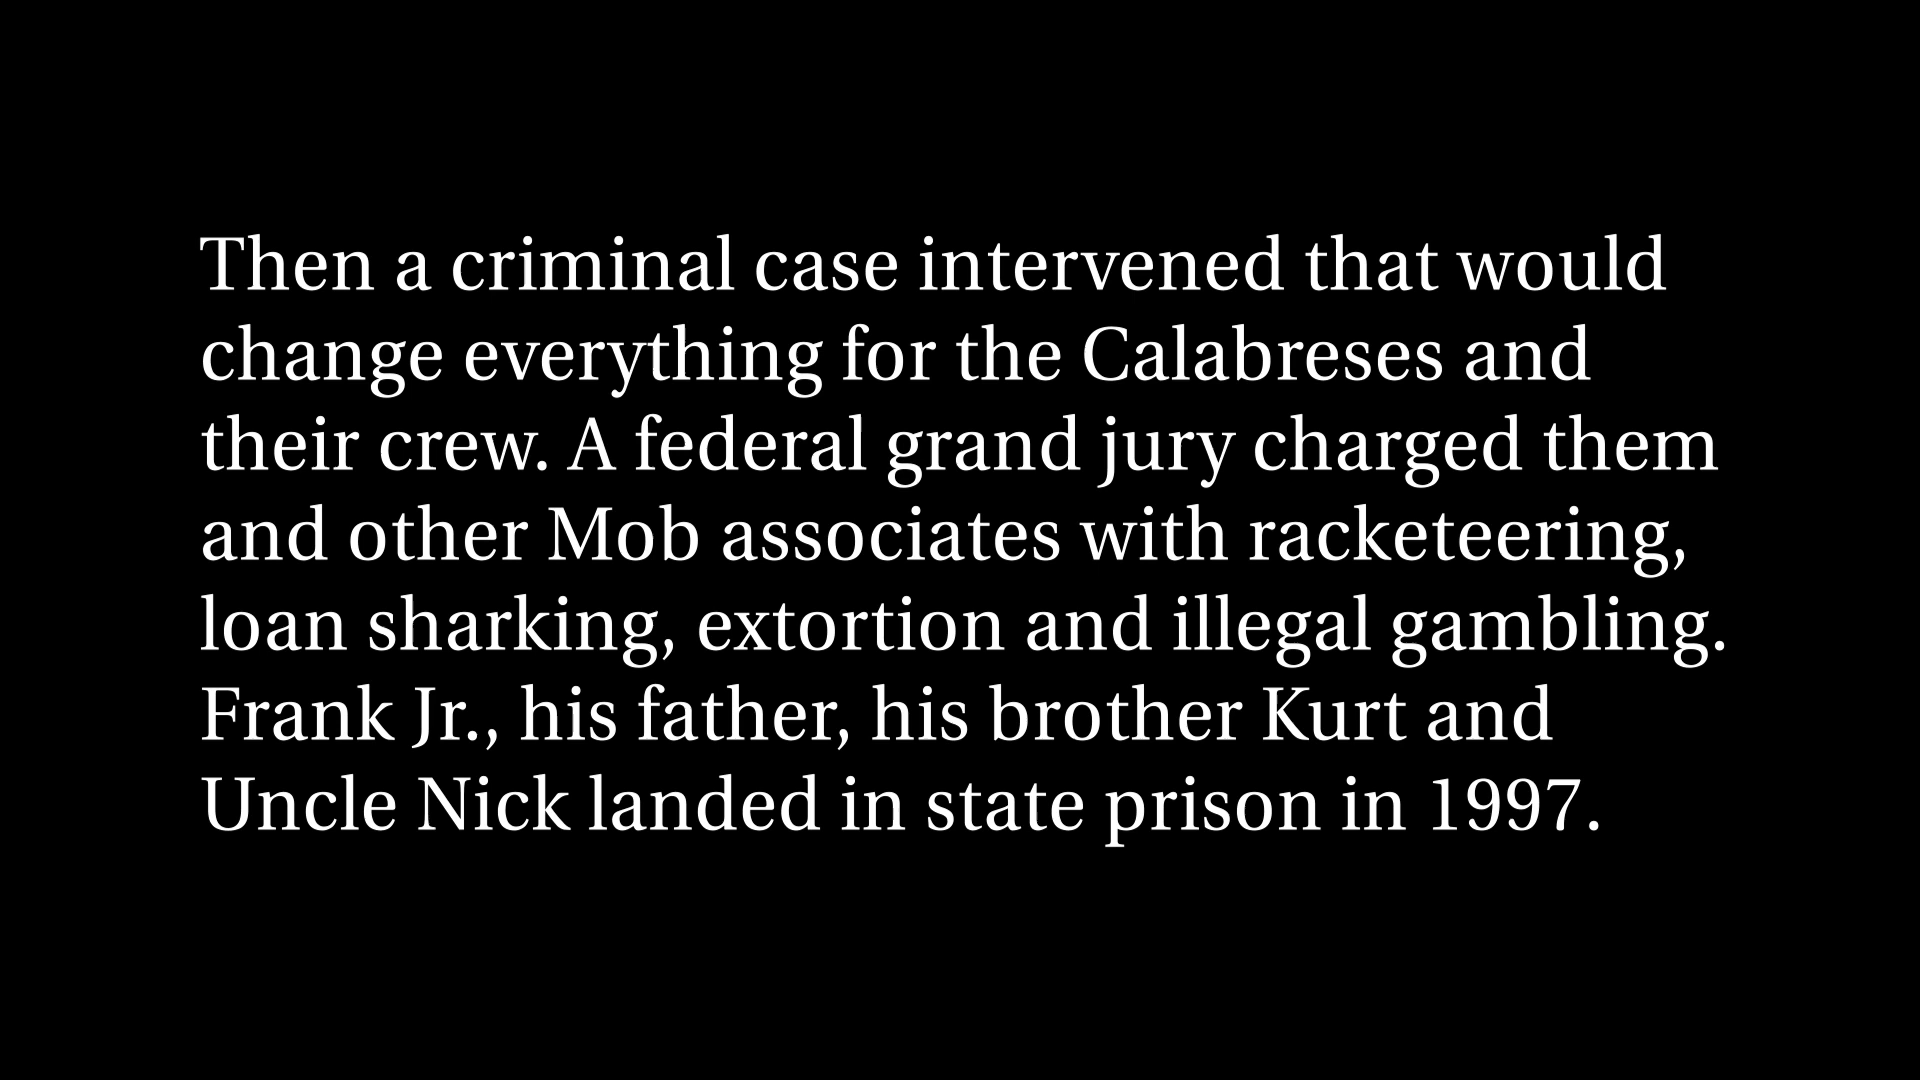 Then a criminal case intervened that would
change everything for the Calabreses and
their crew. A federal grand jury charged them
and other Mob associates with racketeering,
loan sharking, extortion and illegal gambling.
Frank Jr., his father, his brother Kurt and
Uncle Nick landed in state prison in 1997.